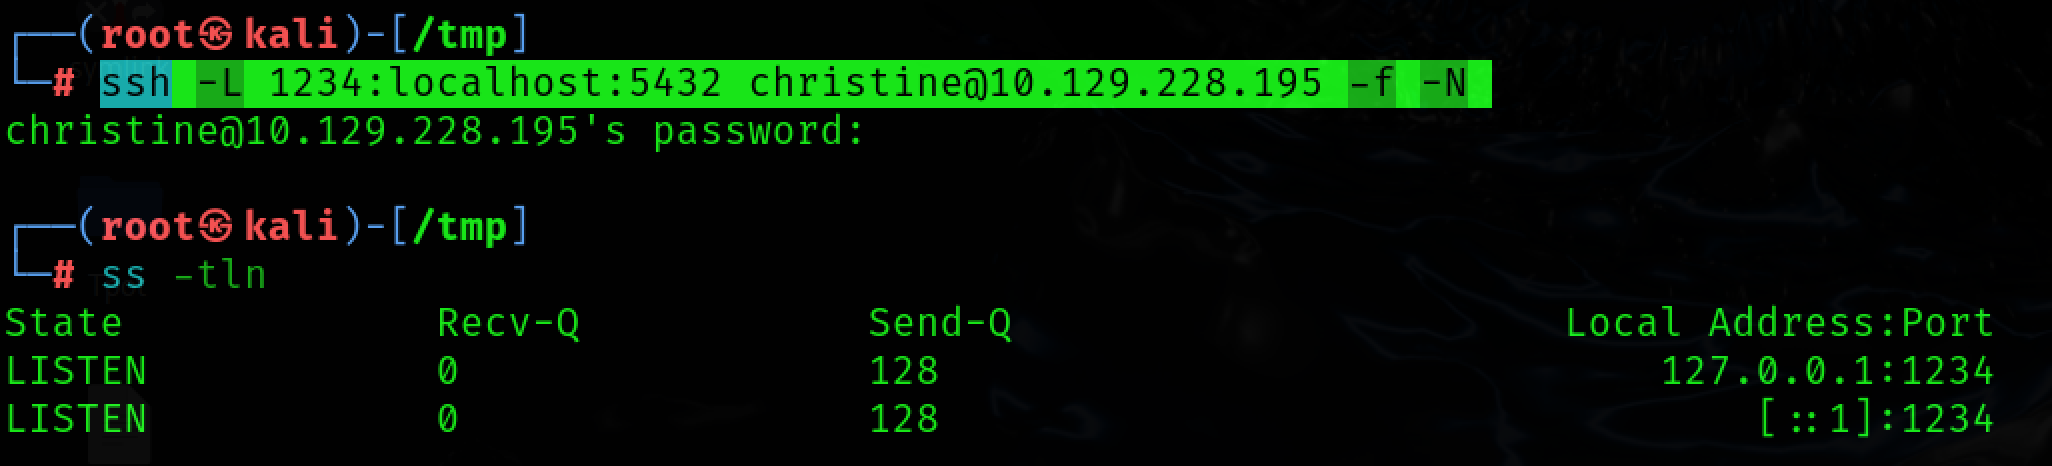 ┌──(root㉿kali)-[/tmp]
└─# ssh -L 1234:localhost:5432 christine@10.129.228.195 -f -N
christine@10.129.228.195's password:
┌──(root㉿kali)-[/tmp]
└─# ss -tln
State Recv-Q Send-Q Local Address:Port
LISTEN 0 128 127.0.0.1:1234
LISTEN 0 128 [::1]:1234